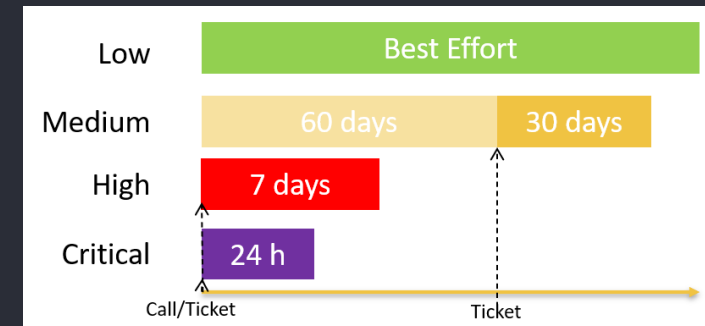 Low Best Effort
Medium 60 days 30 days
High 7 days
Critical 24 h
Call/Ticket Ticket